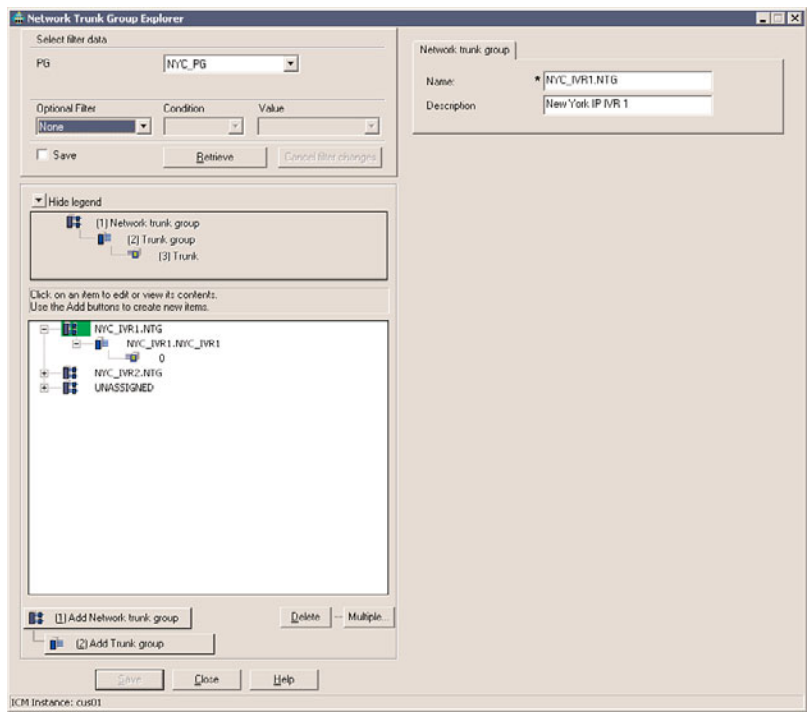 Network Trunk Group Explorer
Select filter data
PG
NYC_PG
Optional Filter
Condition
Value
None
Save
Retrieve
Cancel filter changes
Hide legend
(1) Network trunk group
(2) Trunk group
(3) Trunk
Click on an item to edit or view its contents.
Use the Add buttons to create new items.
NYC_IVR1.NTG
NYC_IVR1.NYC_IVR1
0
NYC_IVR2.NTG
UNASSIGNED
(1) Add Network trunk group
Delete
Multiple...
(2) Add Trunk group
Save
Close
Help
ICM Instance: cus01
Network trunk group
Name:
* NYC_IVR1.NTG
Description
New York IP IVR 1